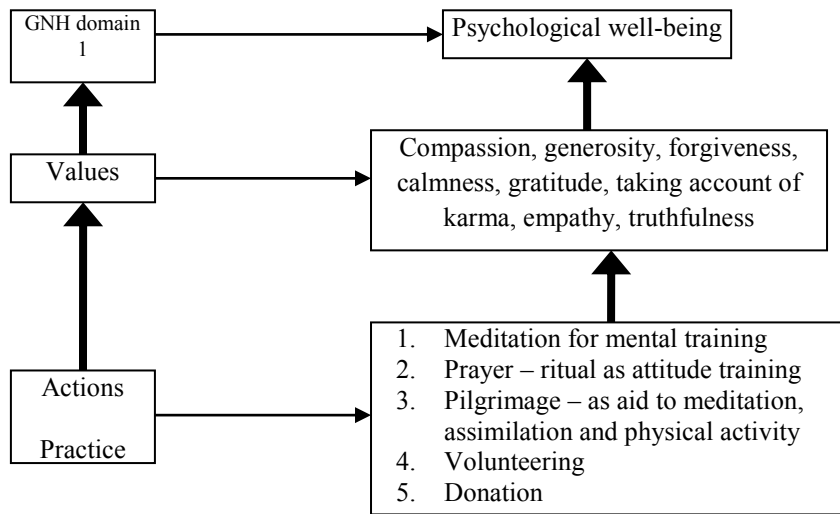 GNH domain
1
Psychological well-being
Values
Compassion, generosity, forgiveness,
calmness, gratitude, taking account of
karma, empathy, truthfulness
Actions
Practice
1. Meditation for mental training
2. Prayer – ritual as attitude training
3. Pilgrimage – as aid to meditation,
assimilation and physical activity
4. Volunteering
5. Donation